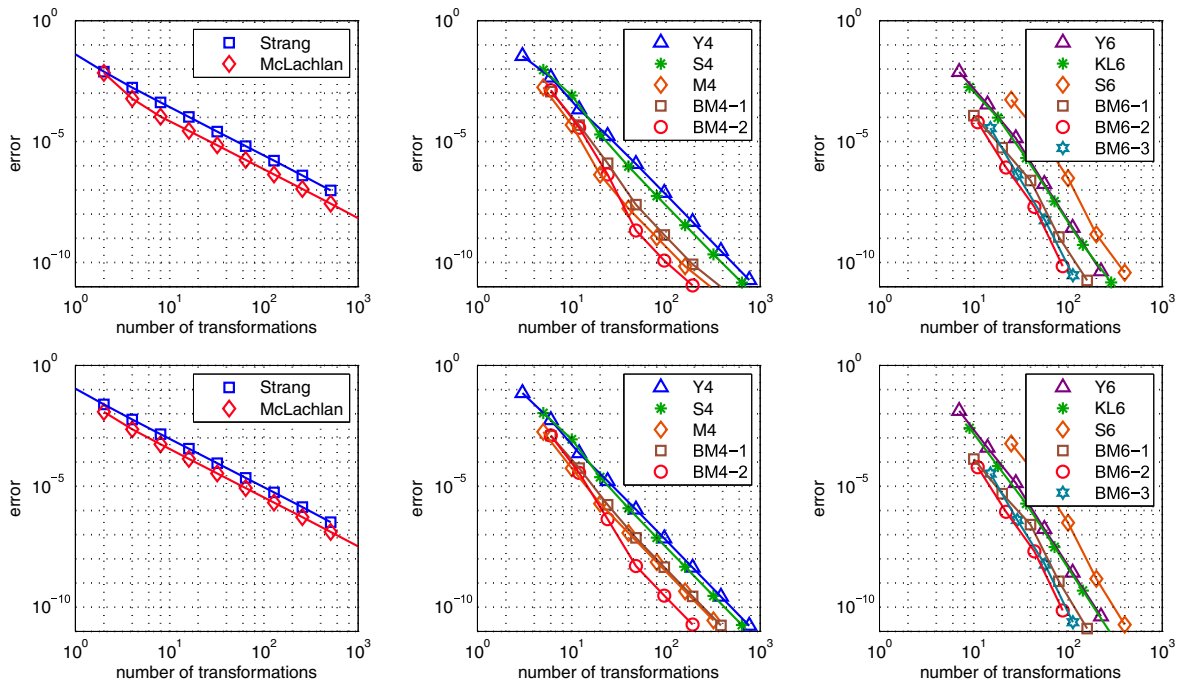 10^0
10^-5
10^-10
error
10^0
10^1
10^2
10^3
number of transformations
Strang
McLachlan
10^0
10^-5
10^-10
error
10^0
10^1
10^2
10^3
number of transformations
Y4
S4
M4
BM4−1
BM4−2
10^0
10^-5
10^-10
error
10^0
10^1
10^2
10^3
number of transformations
Y6
KL6
S6
BM6−1
BM6−2
BM6−3
10^0
10^-5
10^-10
error
10^0
10^1
10^2
10^3
number of transformations
Strang
McLachlan
10^0
10^-5
10^-10
error
10^0
10^1
10^2
10^3
number of transformations
Y4
S4
M4
BM4−1
BM4−2
10^0
10^-5
10^-10
error
10^0
10^1
10^2
10^3
number of transformations
Y6
KL6
S6
BM6−1
BM6−2
BM6−3